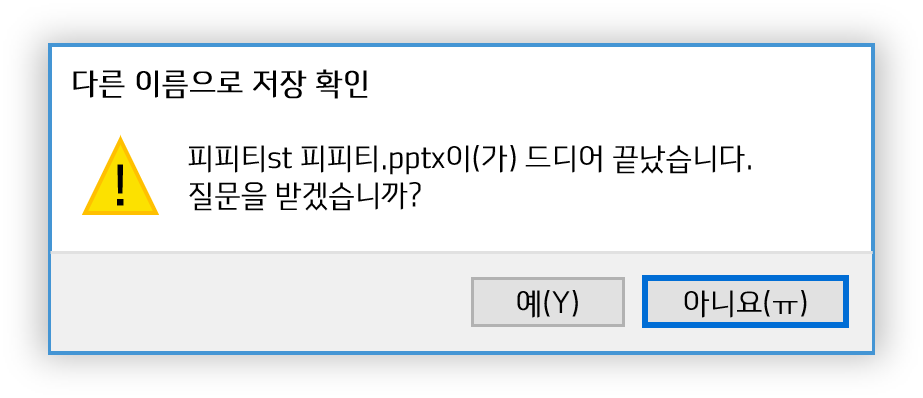 다른 이름으로 저장 확인
피피티st 피피티.pptx이(가) 드디어 끝났습니다.
질문을 받겠습니까?
예(Y)
아니요(ㅠ)